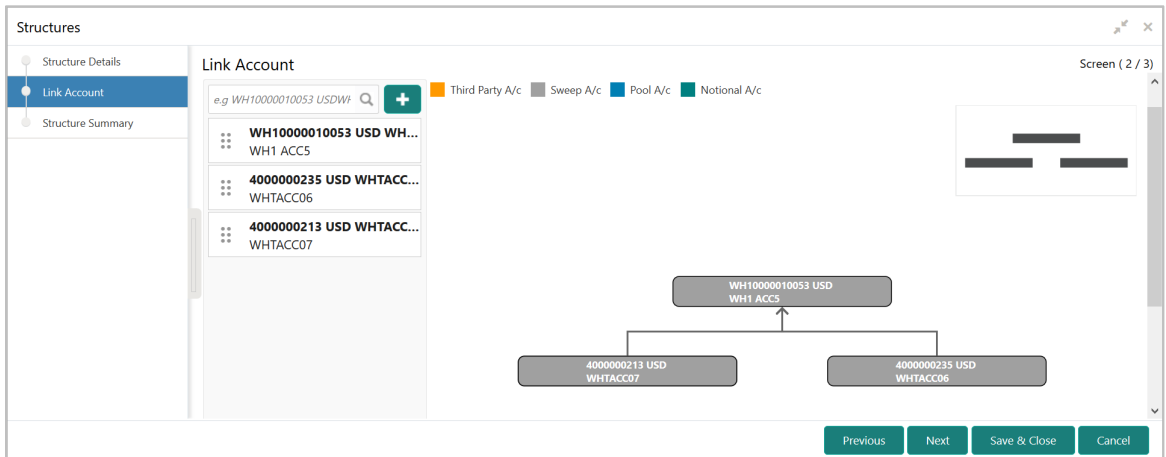 Structures
Structure Details
Link Account
Structure Summary
Link Account
Screen ( 2 / 3)
e.g WH10000010053 USDWH
Third Party A/c
Sweep A/c
Pool A/c
Notional A/c
WH10000010053 USD WH...
WH1 ACC5
4000000235 USD WHTACC...
WHTACC06
4000000213 USD WHTACC...
WHTACC07
WH10000010053 USD
WH1 ACC5
4000000213 USD
WHTACC07
4000000235 USD
WHTACC06
Previous
Next
Save & Close
Cancel